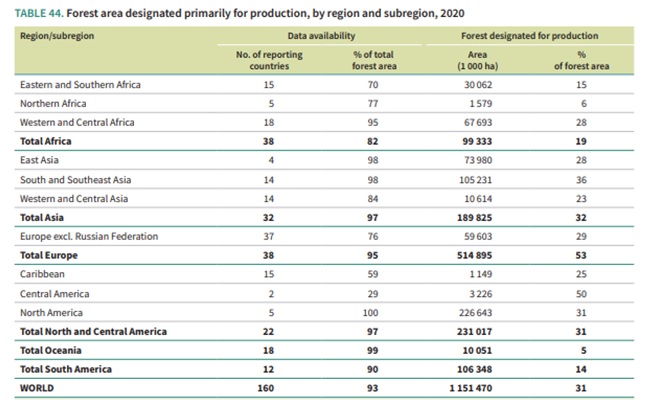 TABLE 44. Forest area designated primarily for production, by region and subregion, 2020
Region/subregion Data availability Forest designated for production
No. of reporting countries % of total forest area Area (1 000 ha) % of forest area
Eastern and Southern Africa 15 70 30 062 15
Northern Africa 5 77 1 579 6
Western and Central Africa 18 95 67 693 28
Total Africa 38 82 99 333 19
East Asia 4 98 73 980 28
South and Southeast Asia 14 98 105 231 36
Western and Central Asia 14 84 10 614 23
Total Asia 32 97 189 825 32
Europe excl. Russian Federation 37 76 59 603 29
Total Europe 38 95 514 895 53
Caribbean 15 59 1 149 25
Central America 2 29 3 226 50
North America 5 100 226 643 31
Total North and Central America 22 97 231 017 31
Total Oceania 18 99 10 051 5
Total South America 12 90 106 348 14
WORLD 160 93 1 151 470 31